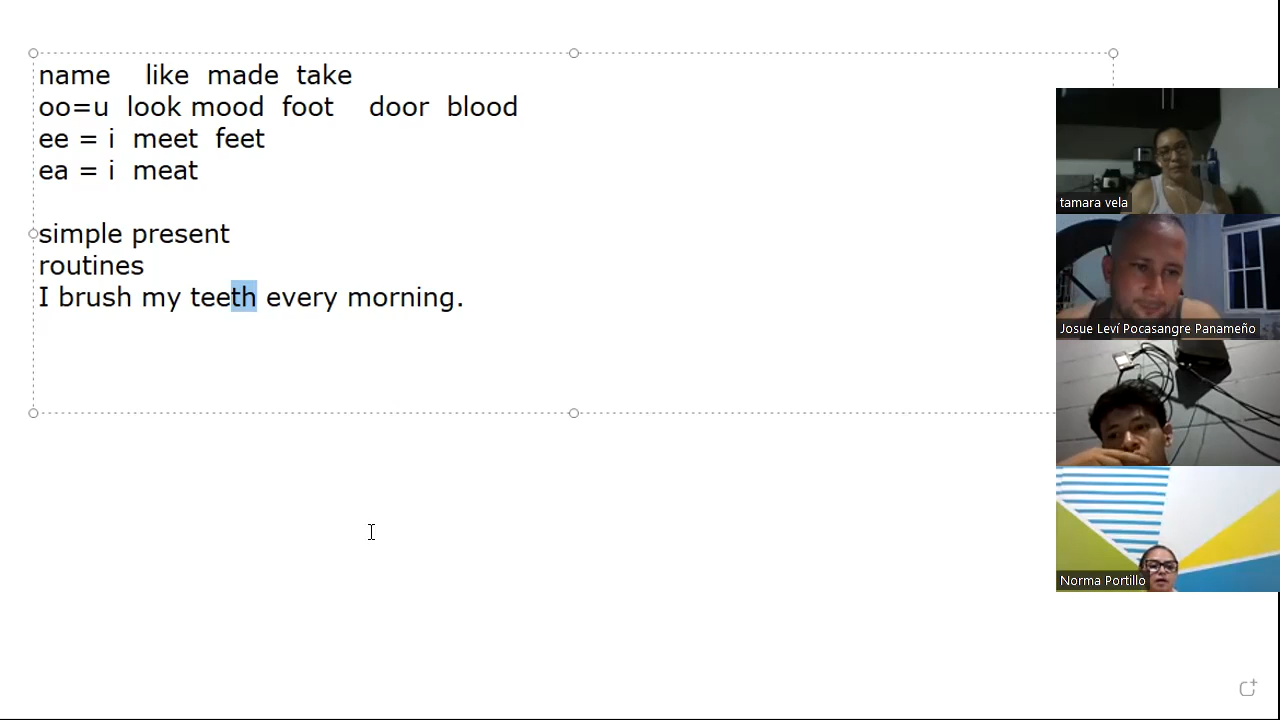 name like made take
oo=u look mood foot door blood
ee = i meet feet
ea = i meat
simple present
routines
I brush my teeth every morning.
tamara vela
Josue Leví Pocasangre Panameño
Norma Portillo